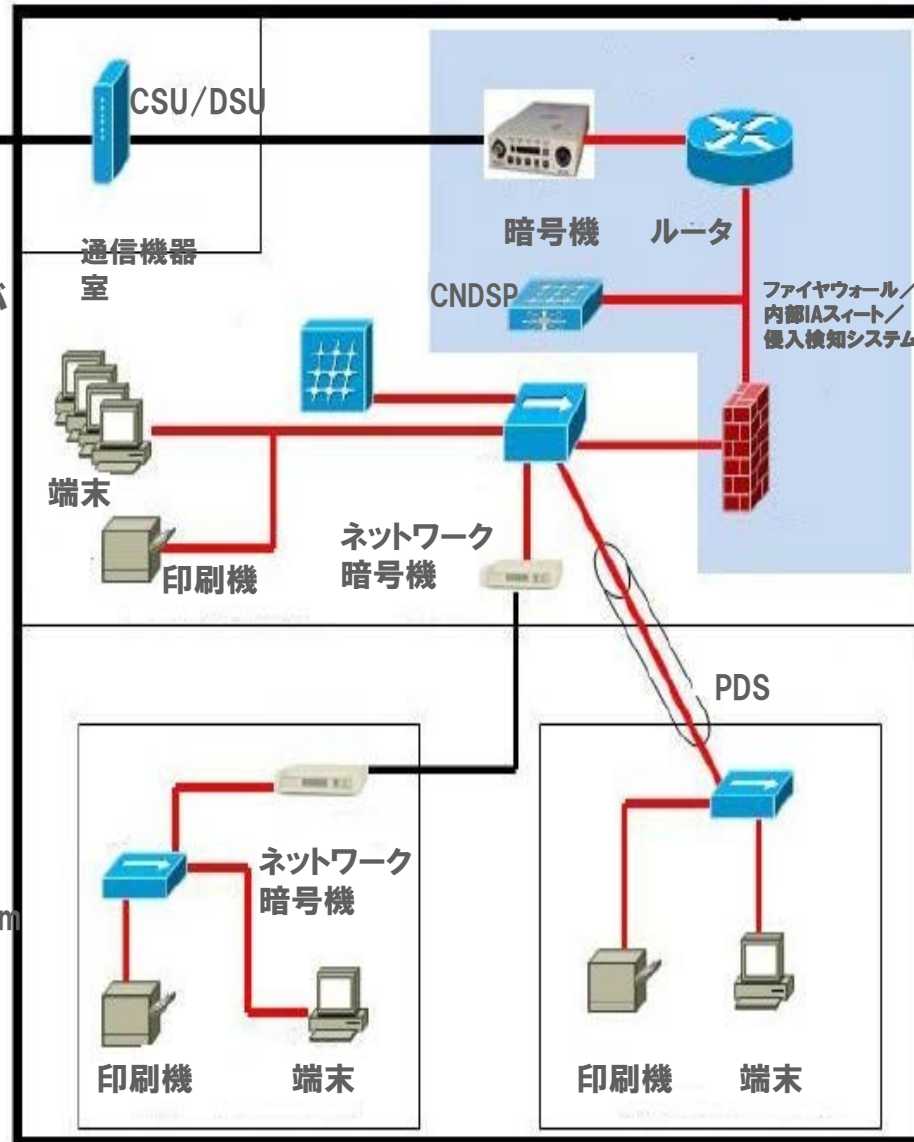 CSU/DSU
通信機器
室
暗号機
ルータ
CNDSP
ファイヤウォール／
内部IAスィート／
侵入検知システム
が
端末
印刷機
ネットワーク
暗号機
PDS
ネットワーク
暗号機
m
印刷機
端末
印刷機
端末